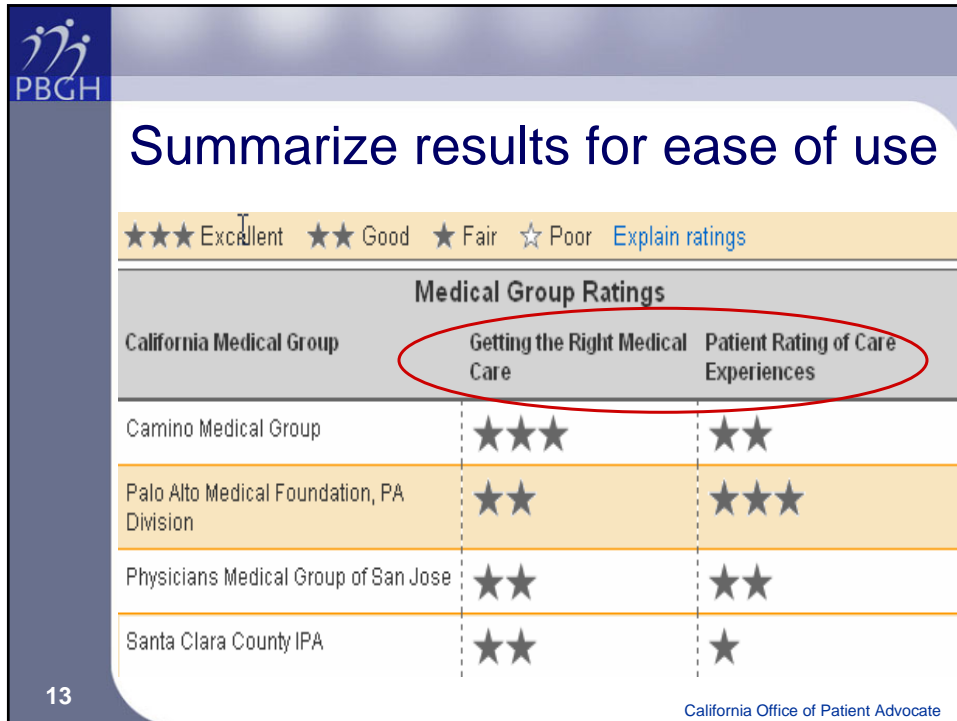 PBGH
Summarize results for ease of use
★★★ Excellent ★★ Good ★ Fair ☆ Poor Explain ratings
Medical Group Ratings
California Medical Group
Getting the Right Medical
Care
Patient Rating of Care
Experiences
Camino Medical Group ★★★ ★★
Palo Alto Medical Foundation, PA
Division ★★ ★★★
Physicians Medical Group of San Jose ★★ ★★
Santa Clara County IPA ★★ ★
13
California Office of Patient Advocate